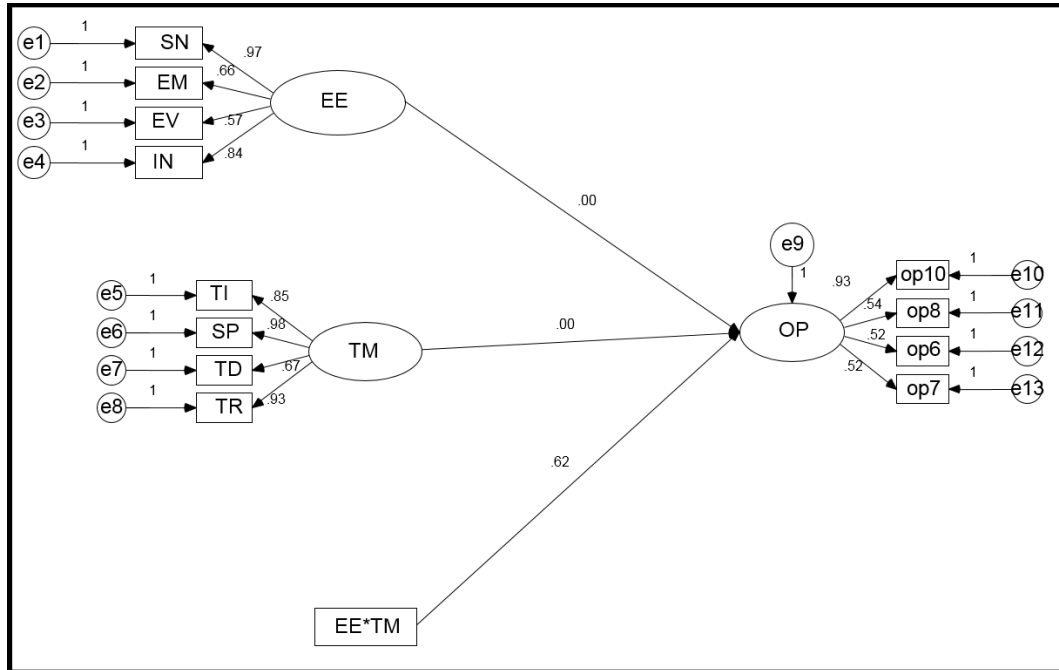 e1 1 SN .97
e2 1 EM .66
EE
e3 1 EV .57
e4 1 IN .84
.00
e9
1
e5 1 TI .85
e6 1 SP .98
TM
e7 1 TD .67
e8 1 TR .93
.00
OP
.93 op10 1 e10
.54 op8 1 e11
.52 op6 1 e12
.52 op7 1 e13
.62
EE*TM